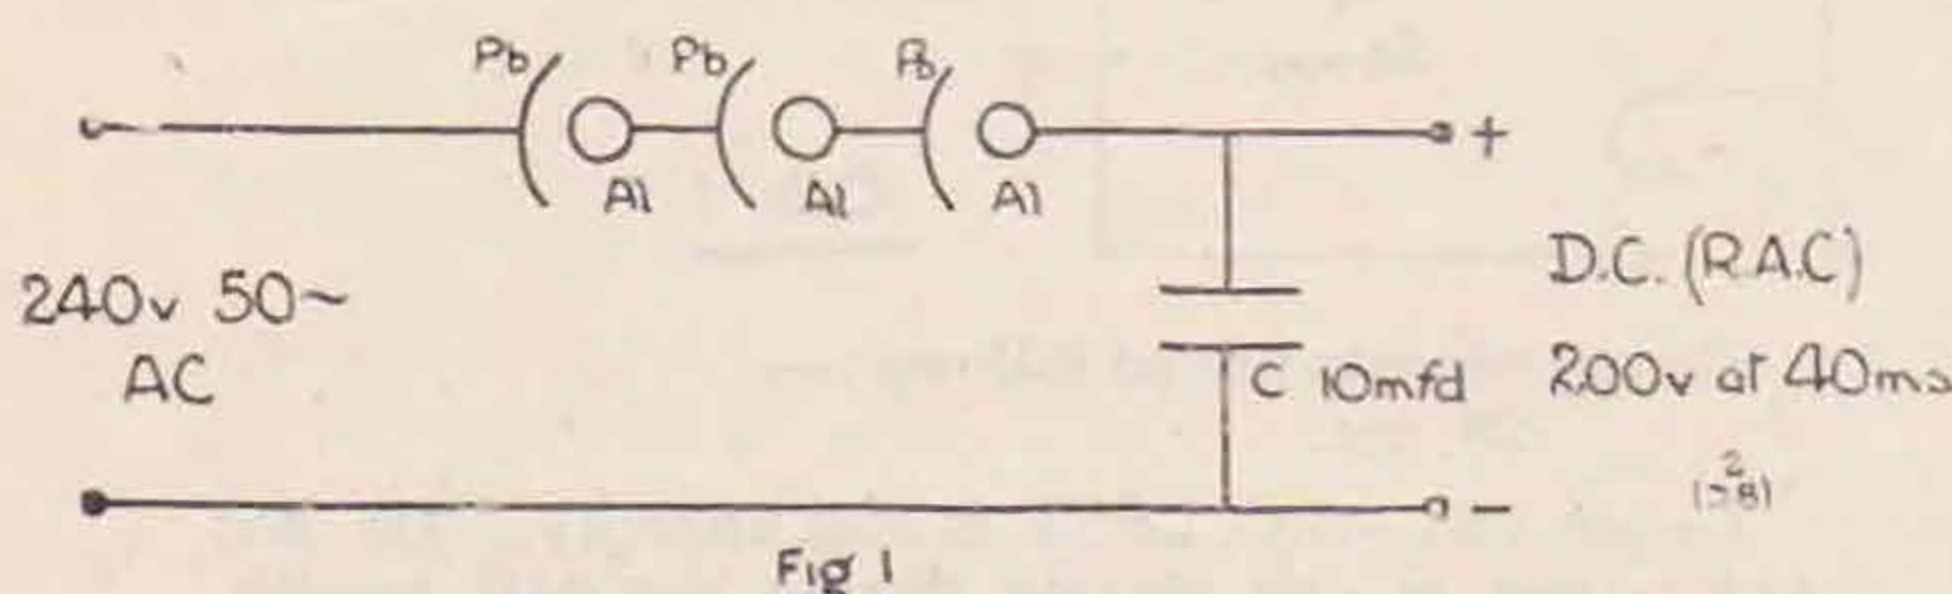 Pb Pb Pb
Al Al Al
+
240v 50~
AC
D.C. (R.A.C)
C 10mfd
200v at 40ma
-
Fig 1